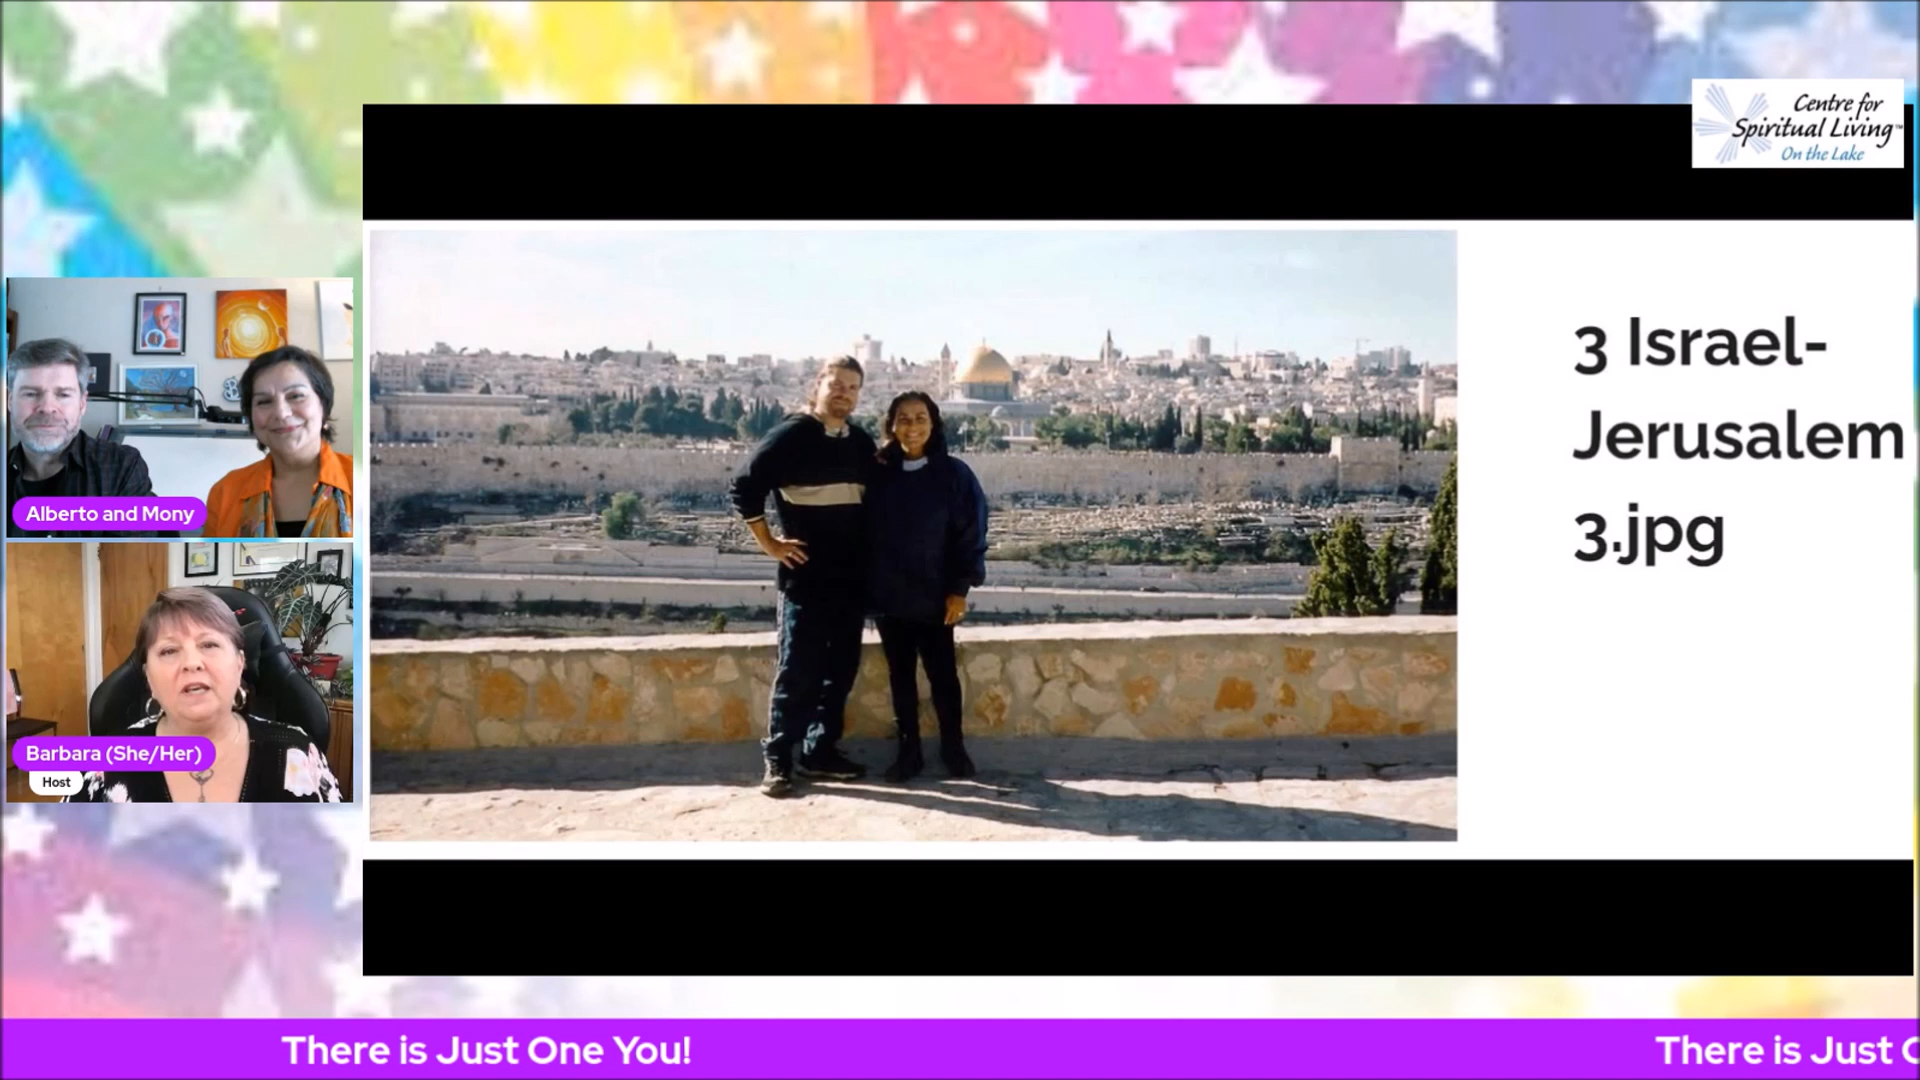 Centre for
Spiritual Living™
On the Lake
3 Israel-
Jerusalem
3.jpg
Alberto and Mony
Barbara (She/Her)
Host
There is Just One You!
There is Just